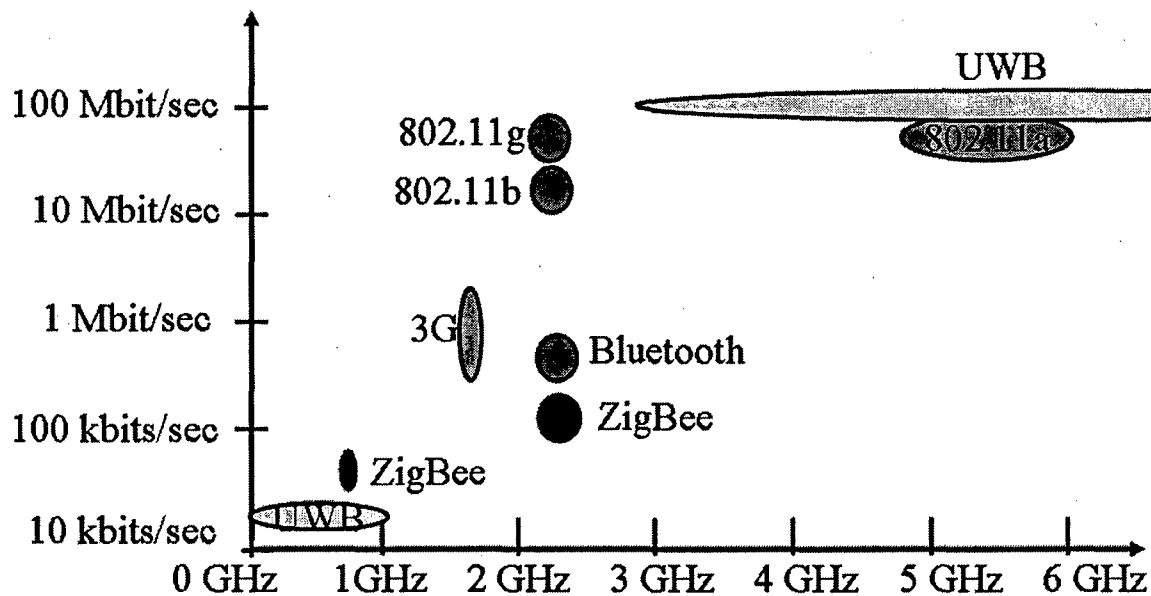 UWB
100 Mbit/sec
802.11g
802.11a
802.11b
10 Mbit/sec
1 Mbit/sec
3G
Bluetooth
100 kbits/sec
ZigBee
ZigBee
UWB
10 kbits/sec
0 GHz
1GHz
2 GHz
3 GHz
4 GHz
5 GHz
6 GHz